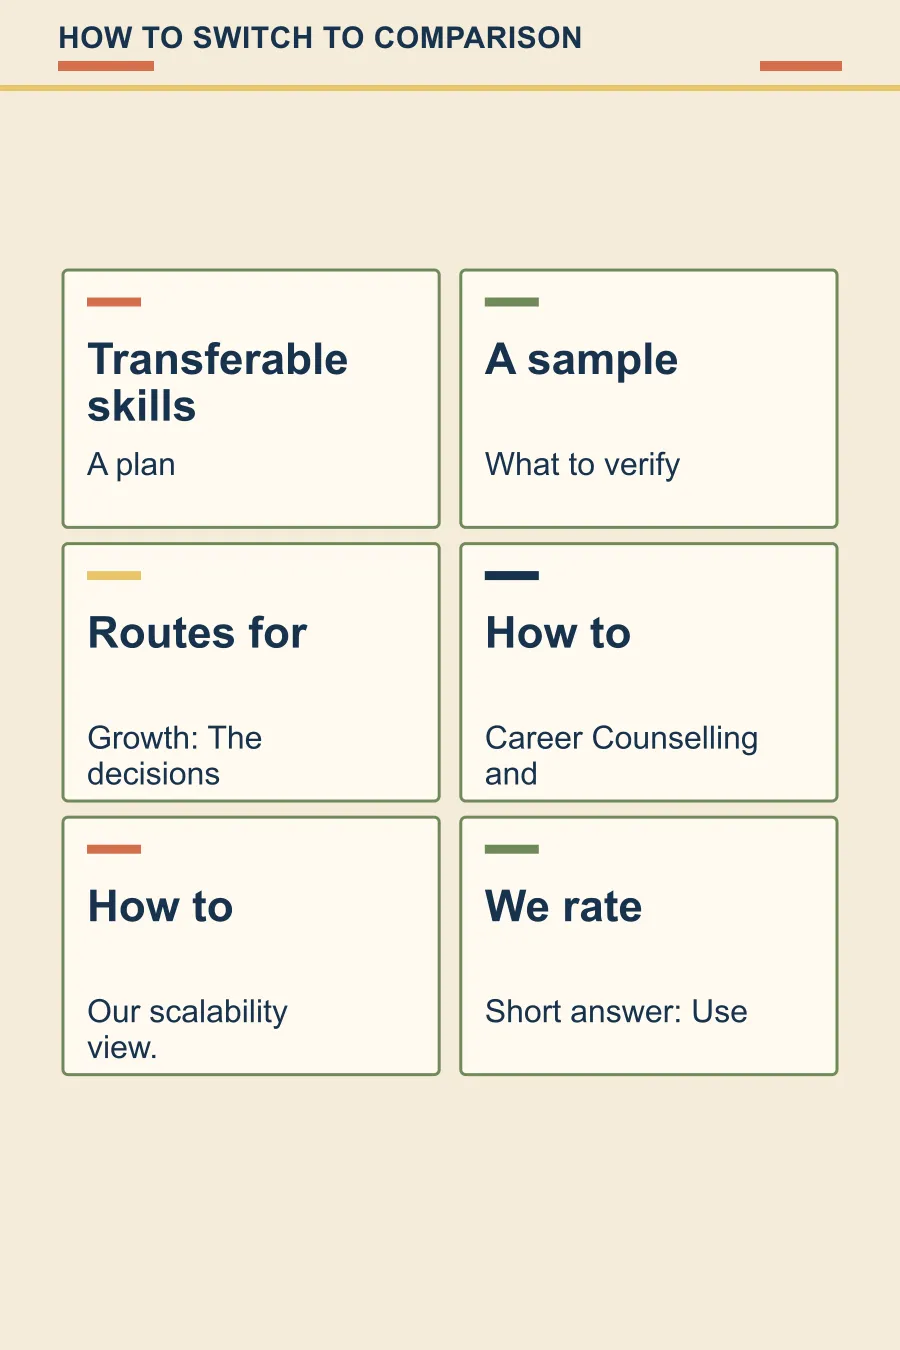 HOW TO SWITCH TO COMPARISON
Transferable
skills
A plan
A sample
What to verify
Routes for
Growth: The
decisions
How to
Career Counselling
and
How to
Our scalability
view.
We rate
Short answer: Use